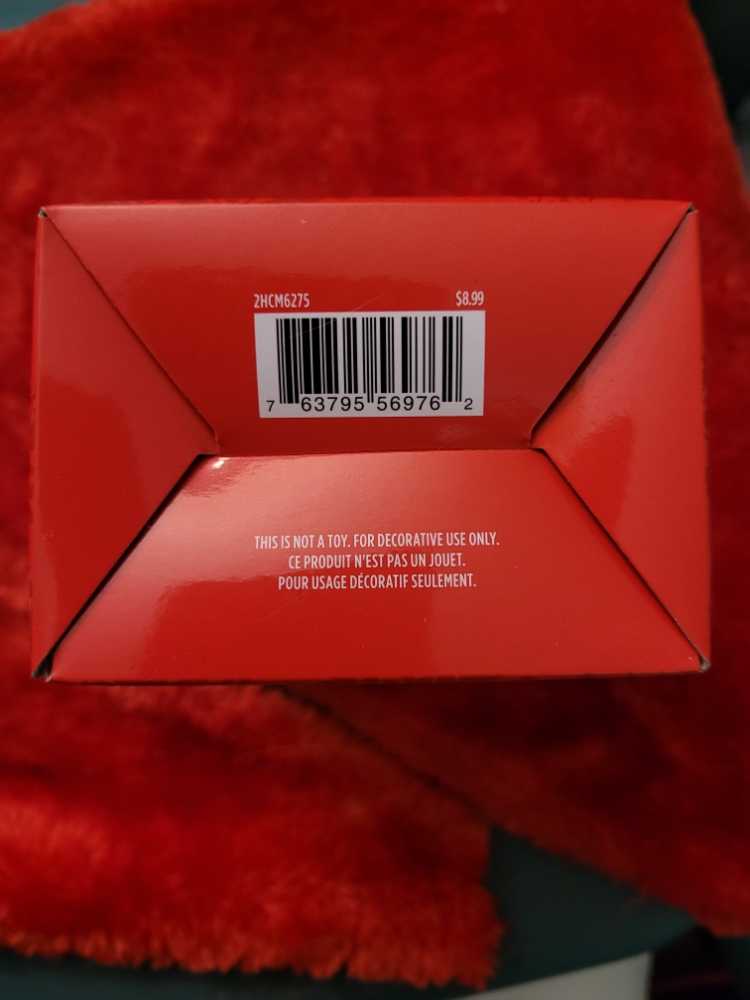 2HCM6275 $8.99
7 63795 56976 2
THIS IS NOT A TOY. FOR DECORATIVE USE ONLY.
CE PRODUIT N'EST PAS UN JOUET.
POUR USAGE DÉCORATIF SEULEMENT.